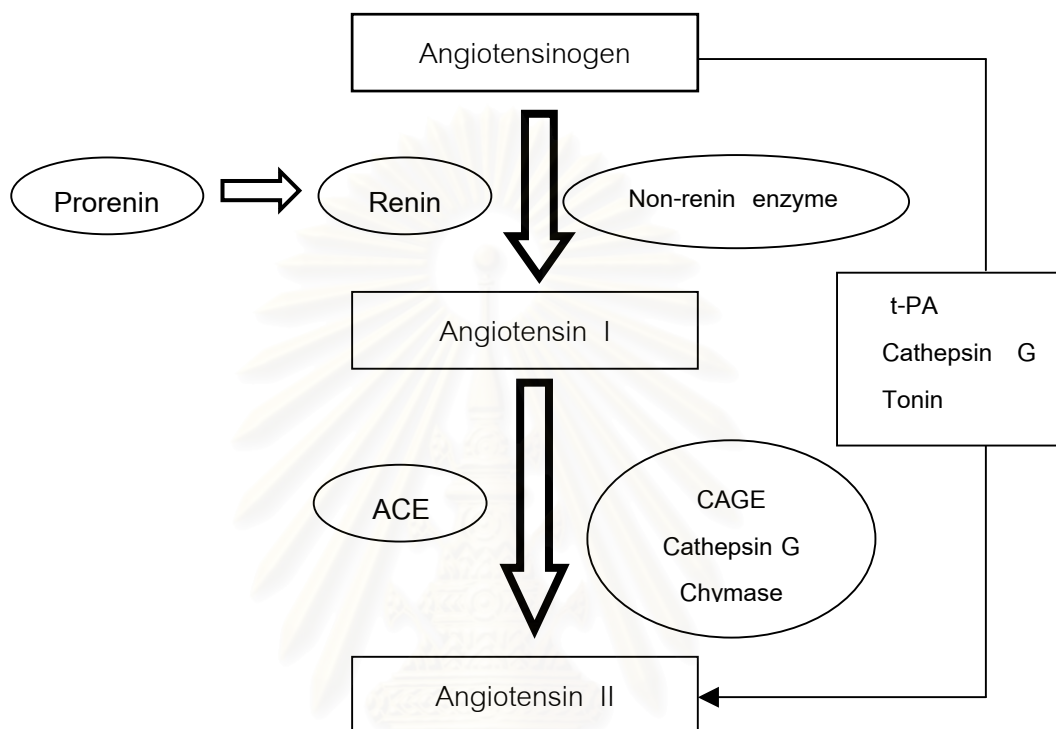 Angiotensinogen
Prorenin
Renin
Non-renin enzyme
Angiotensin I
t-PA
Cathepsin G
Tonin
ACE
CAGE
Cathepsin G
Chymase
Angiotensin II